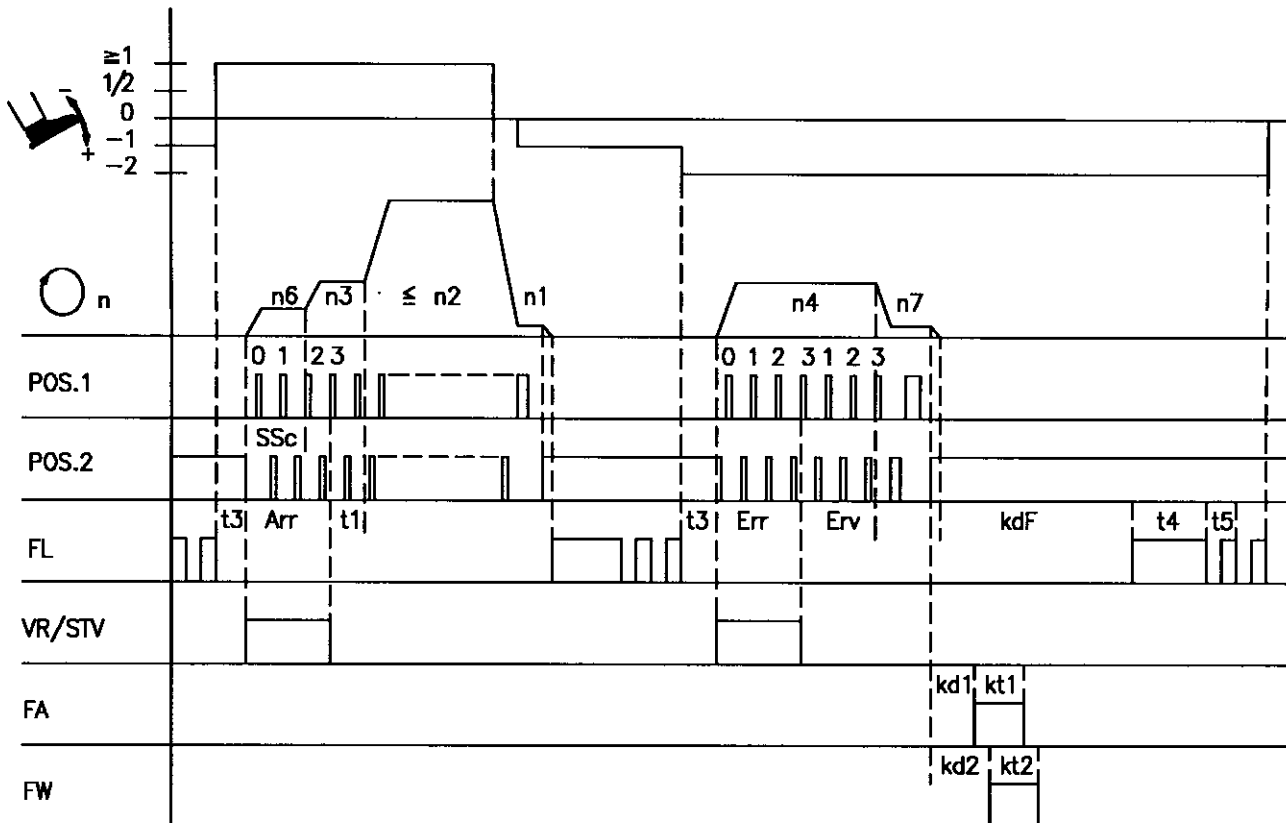 ≧1
1/2
0
−
−1
+
−2
n
n6 n3 ≦ n2 n1 n4 n7
0 1 2 3 0 1 2 3 1 2 3
POS.1
SSc
POS.2
t3 Arr t1 t3 Err Erv kdF t4 t5
FL
VR/STV
kd1 kt1
FA
kd2 kt2
FW